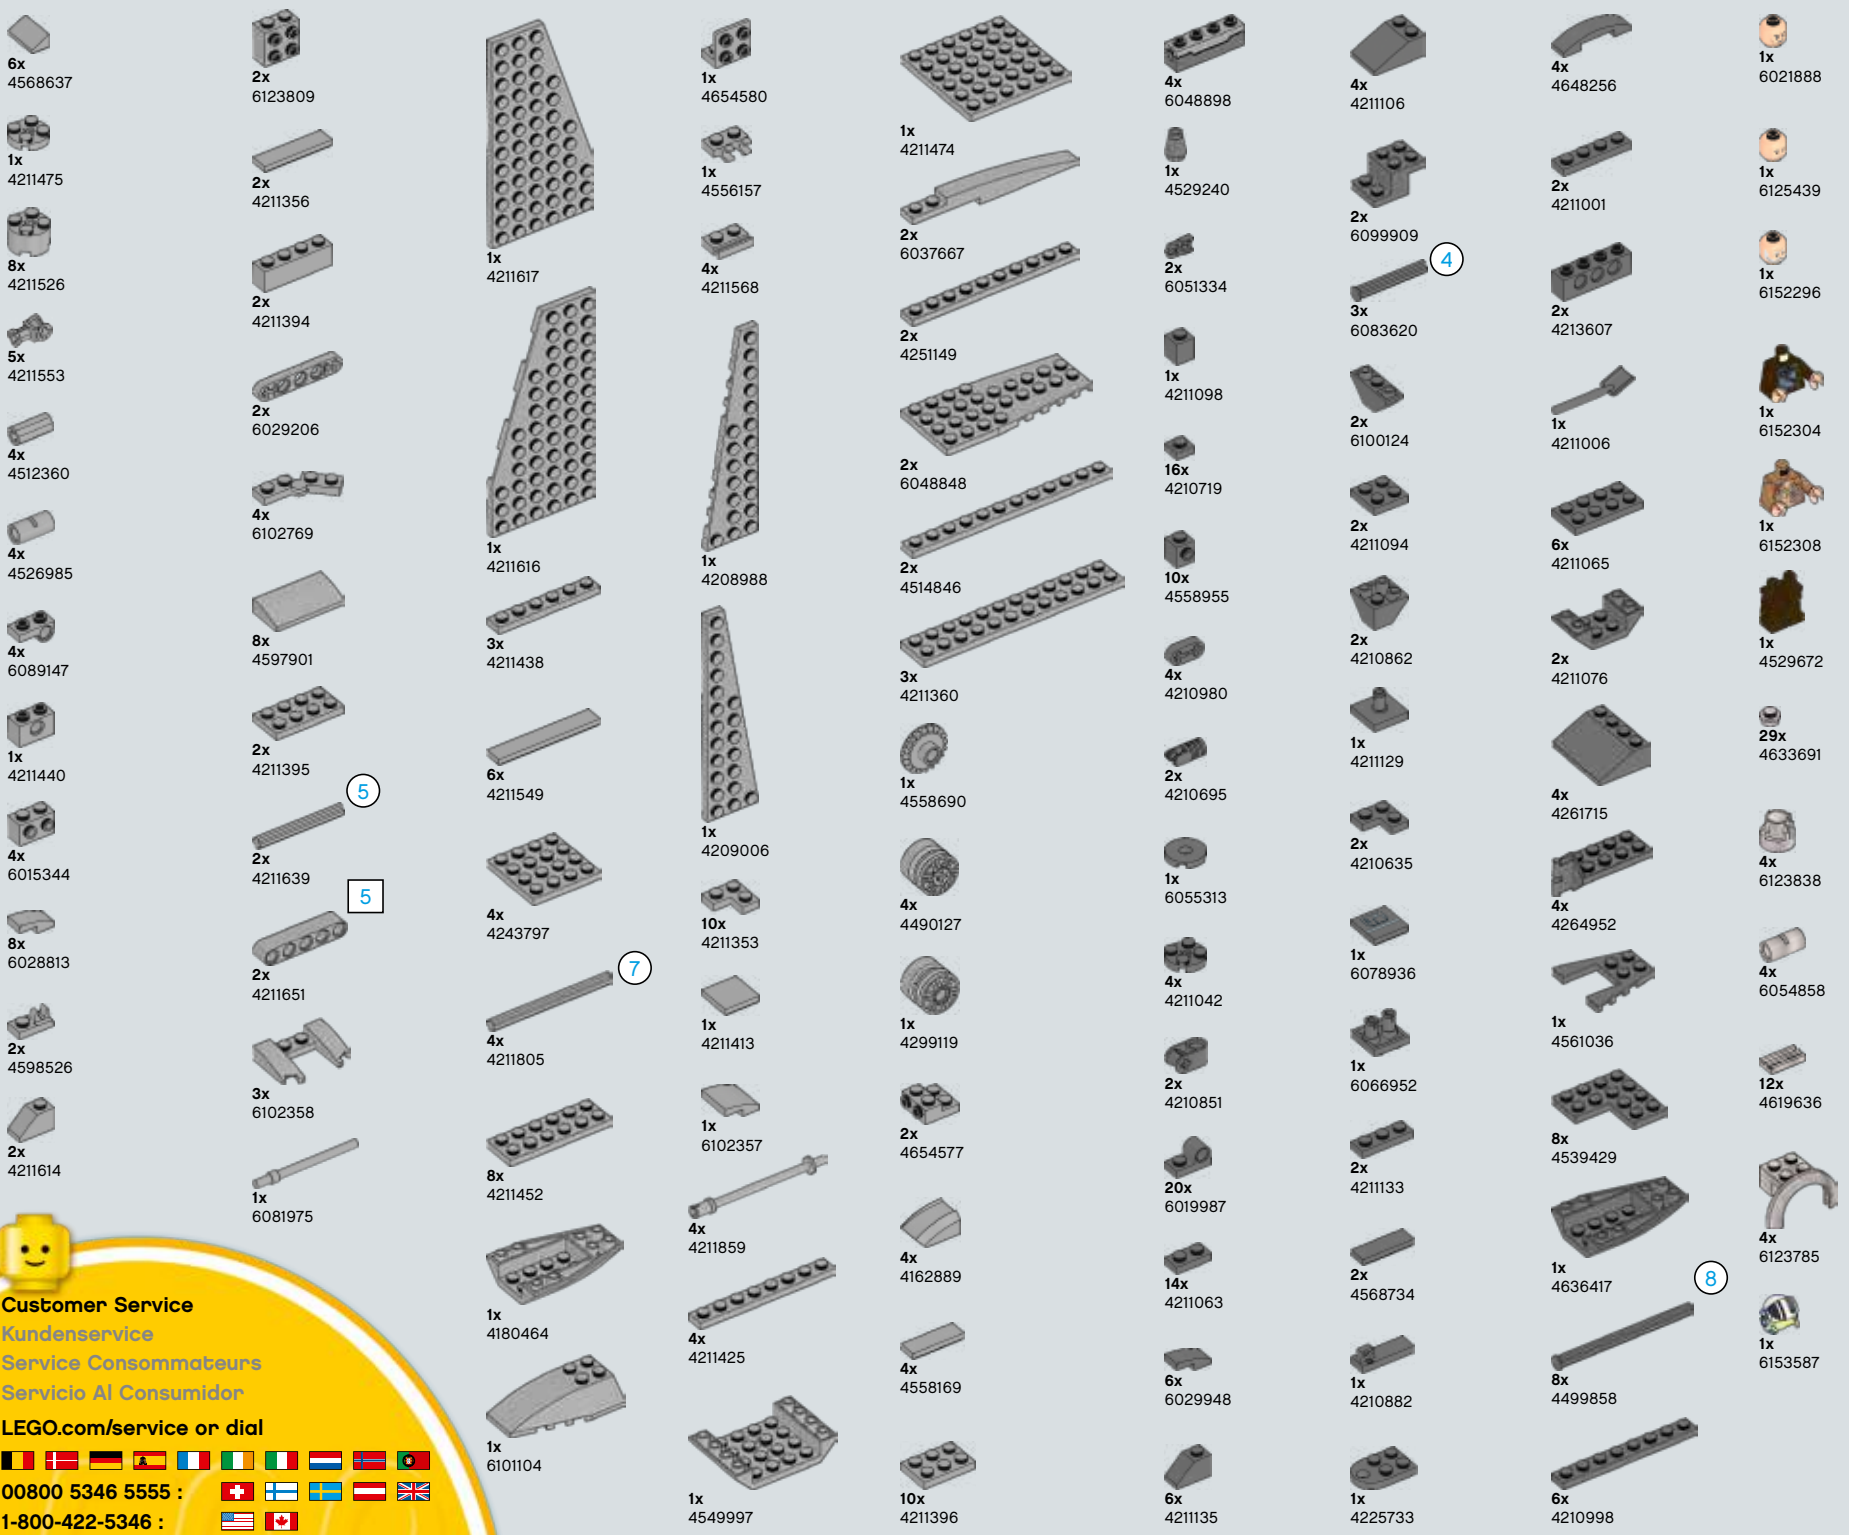 6x
4568637
1x
4211475
8x
4211526
5x
4211553
4x
4512360
4x
4526985
4x
6089147
1x
4211440
4x
6015344
8x
6028813
2x
4598526
2x
4211614
2x
6123809
2x
4211356
2x
4211394
2x
6029206
4x
6102769
8x
4597901
2x
4211395
5
2x
4211639
5
2x
4211651
3x
6102358
1x
6081975
1x
4211617
1x
4211616
3x
4211438
6x
4211549
4x
4243797
7
4x
4211805
8x
4211452
1x
4180464
1x
6101104
1x
4654580
1x
4556157
4x
4211568
1x
4208988
1x
4209006
10x
4211353
1x
4211413
1x
6102357
4x
4211859
4x
4211425
1x
4549997
1x
4211474
2x
6037667
2x
4251149
2x
6048848
2x
4514846
3x
4211360
1x
4558690
4x
4490127
1x
4299119
2x
4654577
4x
4162889
4x
4558169
10x
4211396
4x
6048898
1x
4529240
2x
6051334
1x
4211098
16x
4210719
10x
4558955
4x
4210980
2x
4210695
1x
6055313
4x
4211042
2x
4210851
20x
6019987
14x
4211063
6x
6029948
6x
4211135
4x
4211106
2x
6099909
4
3x
6083620
2x
6100124
2x
4211094
2x
4210862
1x
4211129
2x
4210635
1x
6078936
1x
6066952
2x
4211133
2x
4568734
1x
4210882
1x
4225733
4x
4648256
2x
4211001
2x
4213607
1x
4211006
6x
4211065
2x
4211076
4x
4261715
4x
4264952
1x
4561036
8x
4539429
1x
4636417
8
8x
4499858
6x
4210998
1x
6021888
1x
6125439
1x
6152296
1x
6152304
1x
6152308
1x
4529672
29x
4633691
4x
6123838
4x
6054858
12x
4619636
4x
6123785
1x
6153587
Customer Service
Kundenservice
Service Consommateurs
Servicio Al Consumidor
LEGO.com/service or dial
00800 5346 5555 :
1-800-422-5346 :